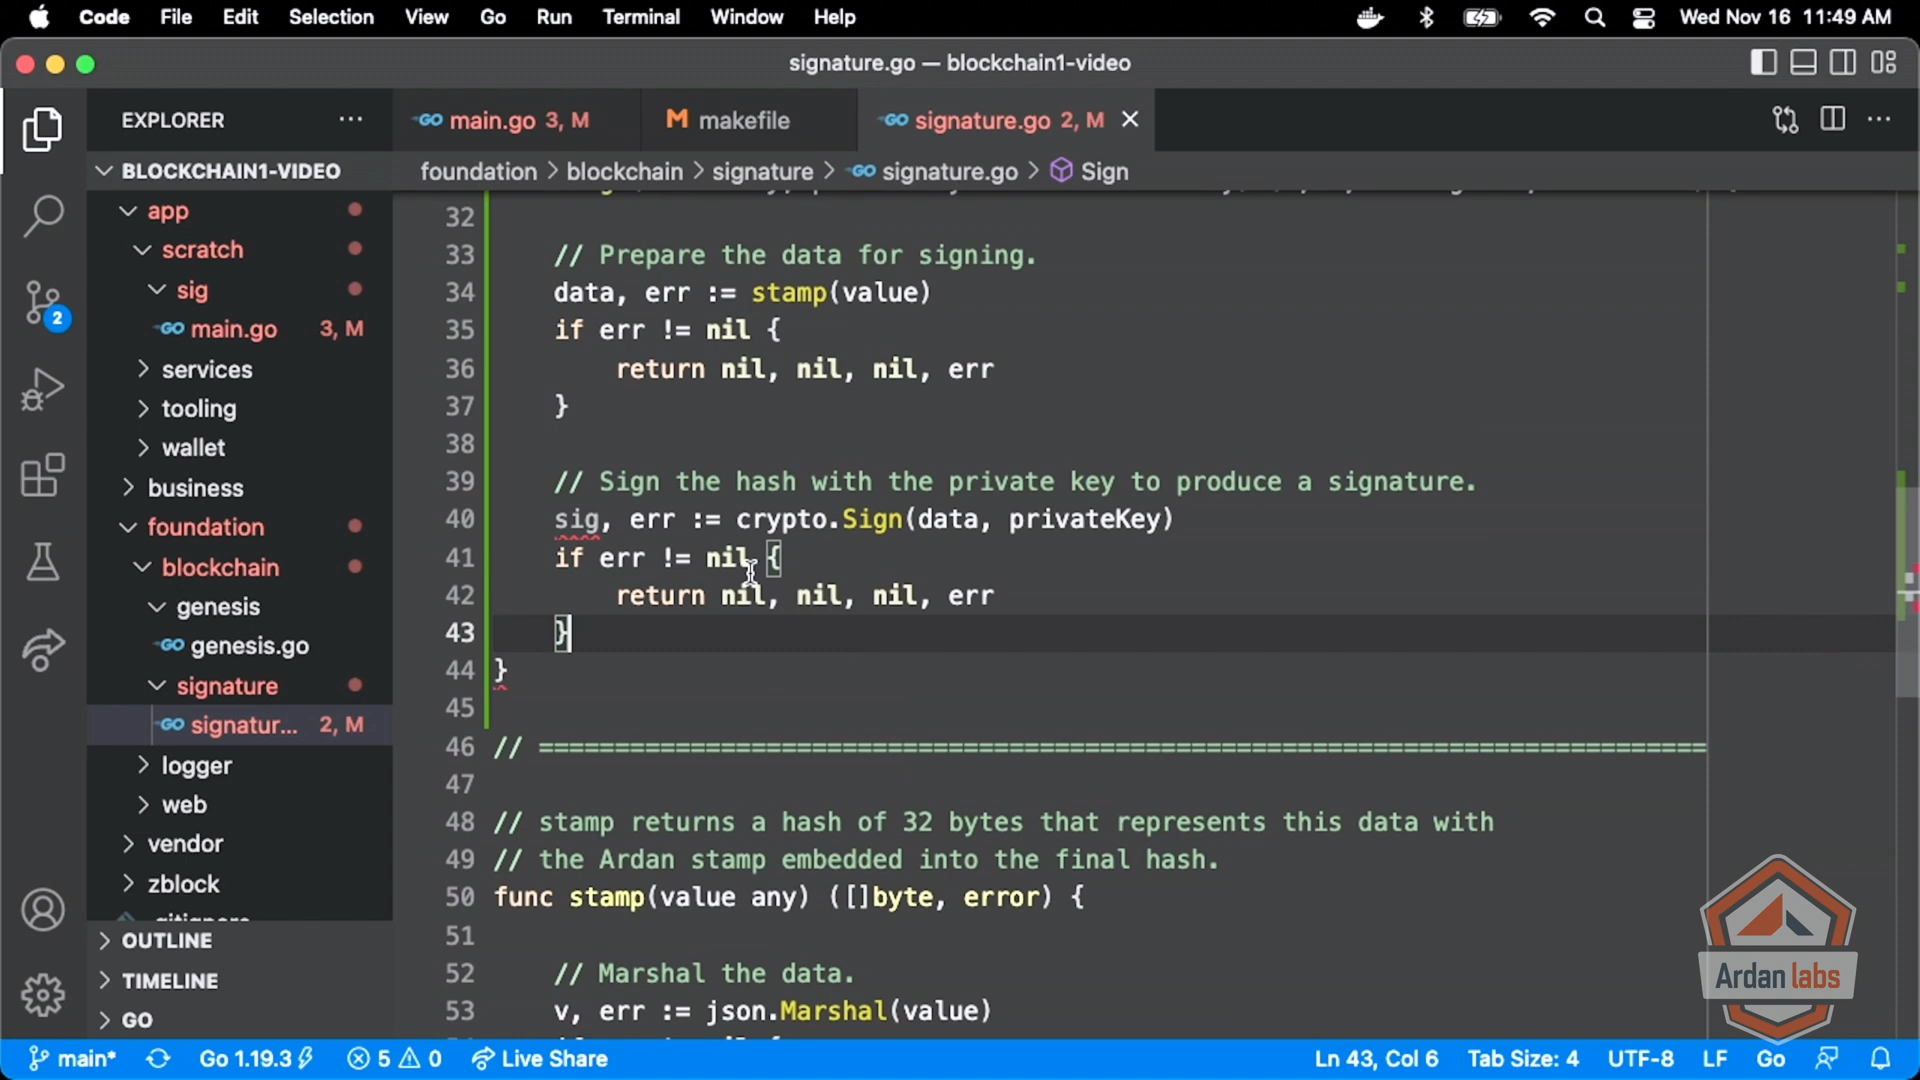 Code File Edit Selection View Go Run Terminal Window Help Wed Nov 16 11:49 AM
signature.go — blockchain1-video
EXPLORER ...
main.go 3, M
makefile
signature.go 2, M
BLOCKCHAIN1-VIDEO
foundation > blockchain > signature > signature.go > Sign
app
scratch
sig
main.go 3, M
services
tooling
wallet
business
foundation
blockchain
genesis
genesis.go
signature
signatur... 2, M
logger
web
vendor
zblock
.gitignore
OUTLINE
TIMELINE
GO
32
33 // Prepare the data for signing.
34 data, err := stamp(value)
35 if err != nil {
36 return nil, nil, nil, err
37 }
38
39 // Sign the hash with the private key to produce a signature.
40 sig, err := crypto.Sign(data, privateKey)
41 if err != nil {
42 return nil, nil, nil, err
43 }
44 }
45
46 // =============================================================================
47
48 // stamp returns a hash of 32 bytes that represents this data with
49 // the Ardan stamp embedded into the final hash.
50 func stamp(value any) ([]byte, error) {
51
52 // Marshal the data.
53 v, err := json.Marshal(value)
2
Ardan labs
main* Go 1.19.3 5 0 Live Share Ln 43, Col 6 Tab Size: 4 UTF-8 LF Go